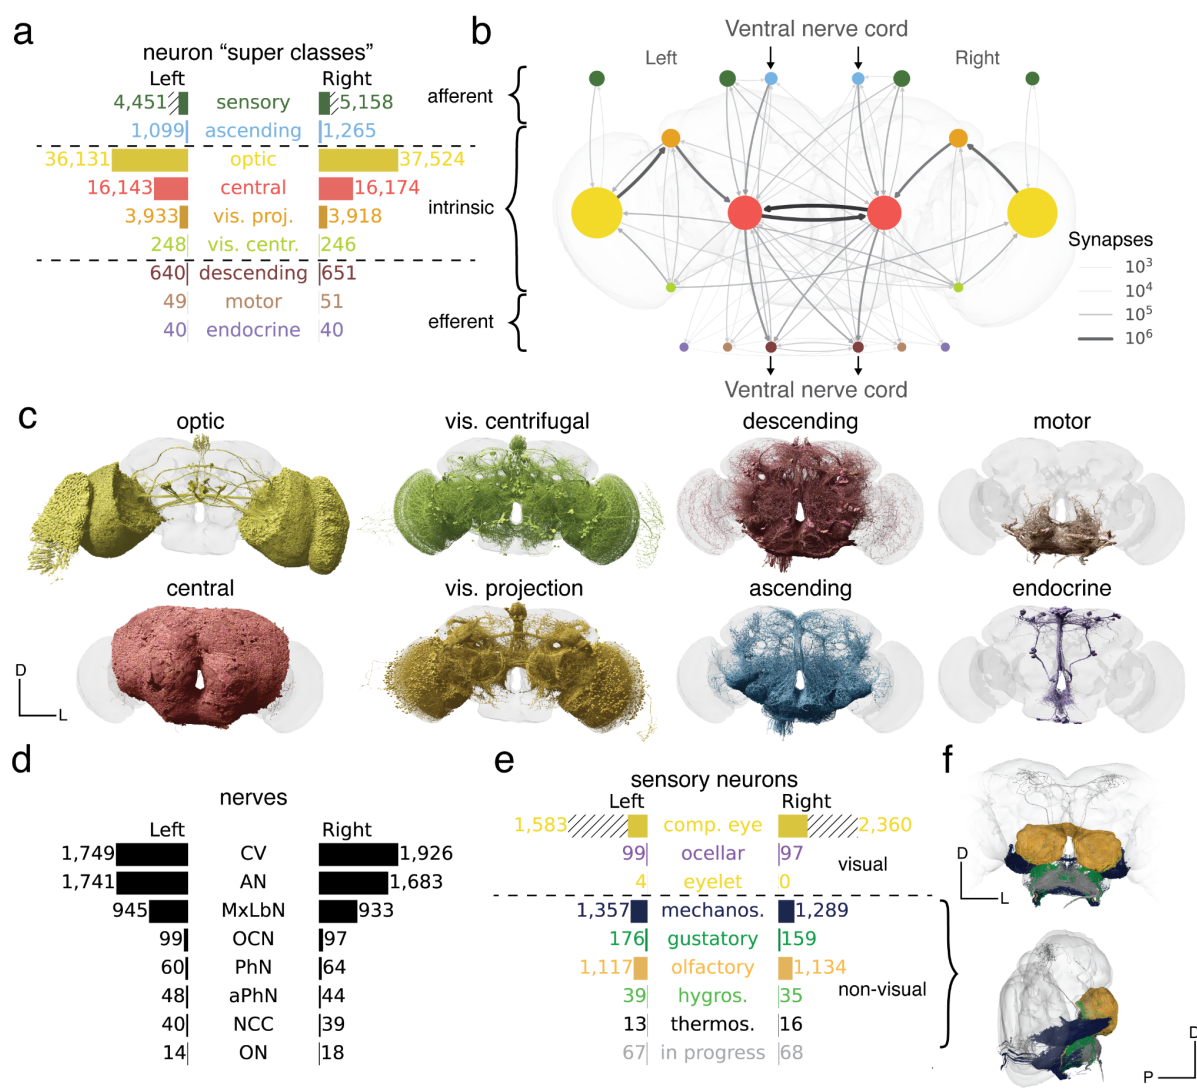 a
neuron “super classes”
Left Right
4,451 sensory 5,158
1,099 ascending 1,265
36,131 optic 37,524
16,143 central 16,174
3,933 vis. proj. 3,918
248 vis. centr. 246
640 descending 651
49 motor 51
40 endocrine 40
afferent
intrinsic
efferent
b
Ventral nerve cord
Left Right
Synapses
10³
10⁴
10⁵
10⁶
Ventral nerve cord
c
optic vis. centrifugal descending motor
central vis. projection ascending endocrine
D
L
d
nerves
Left Right
1,749 CV 1,926
1,741 AN 1,683
945 MxLbN 933
99 OCN 97
60 PhN 64
48 aPhN 44
40 NCC 39
14 ON 18
e
sensory neurons
Left Right
1,583 comp. eye 2,360
99 ocellar 97
4 eyelet 0
visual
1,357 mechanos. 1,289
176 gustatory 159
1,117 olfactory 1,134
39 hygros. 35
13 thermos. 16
67 in progress 68
non-visual
f
D
L
D
P